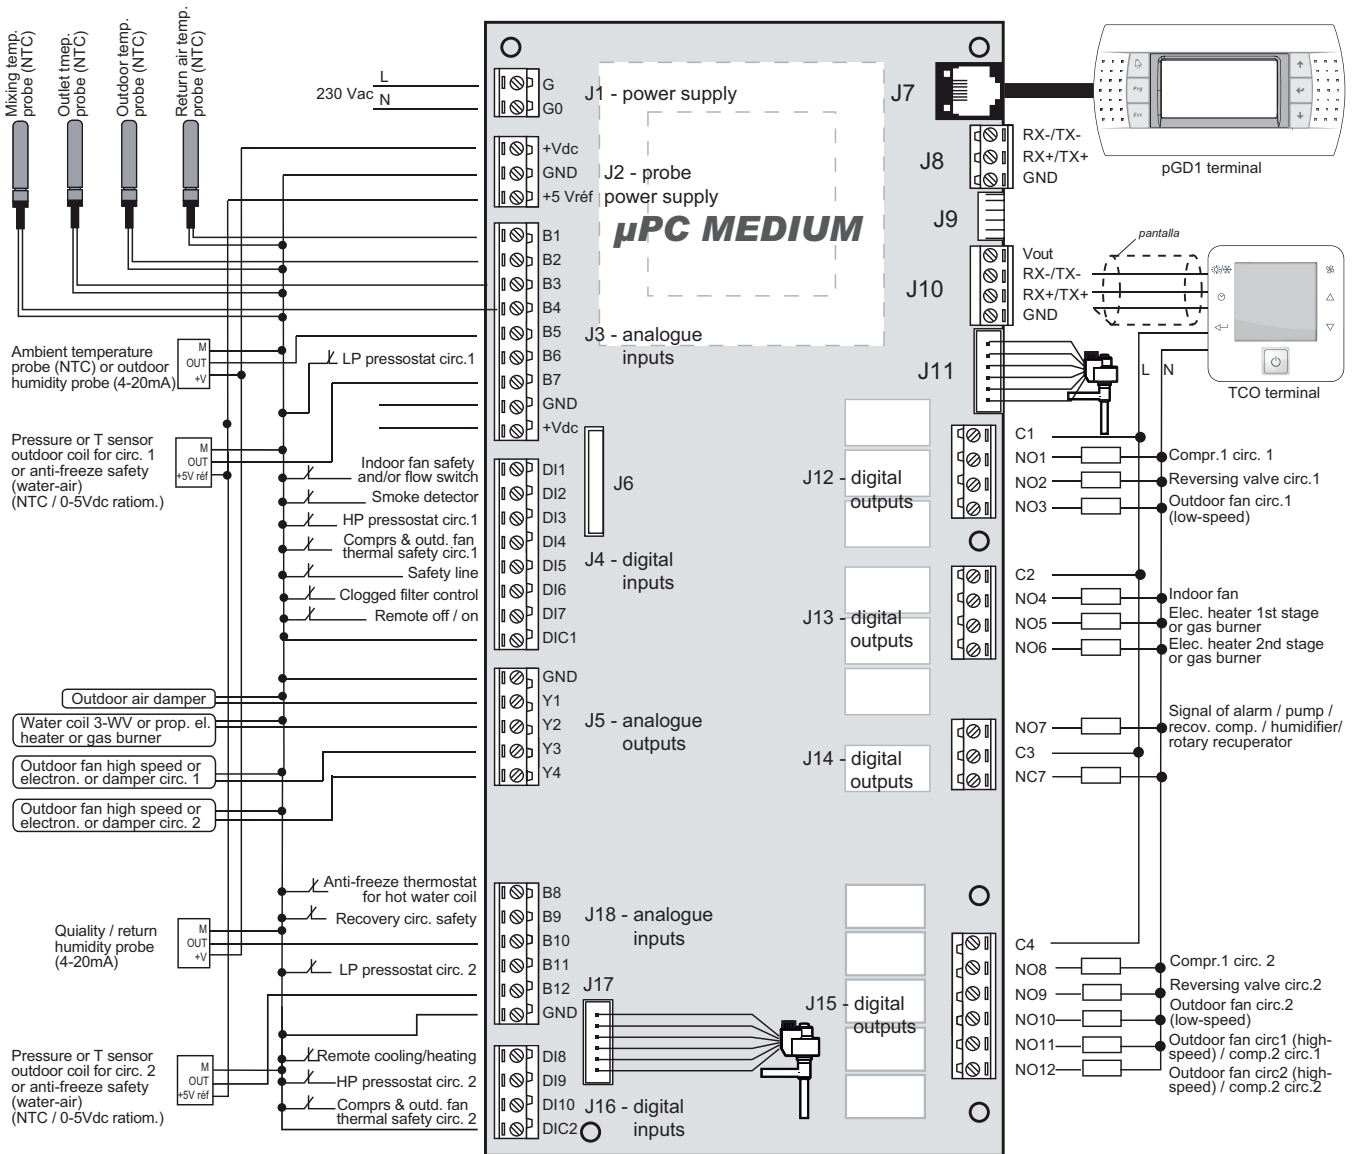 Mixing temp.
probe (NTC)
Outlet tmep.
probe (NTC)
Outdoor temp.
probe (NTC)
Return air temp.
probe (NTC)
230 Vac
L
N
G
G0
J1 - power supply
+Vdc
GND
+5 Vréf
J2 - probe
power supply
µPC MEDIUM
B1
B2
B3
B4
B5
B6
B7
GND
+Vdc
J3 - analogue
inputs
Ambient temperature
probe (NTC) or outdoor
humidity probe (4-20mA)
M
OUT
+V
LP pressostat circ.1
Pressure or T sensor
outdoor coil for circ. 1
or anti-freeze safety
(water-air)
(NTC / 0-5Vdc ratiom.)
M
OUT
+5V réf
Indoor fan safety
and/or flow switch
Smoke detector
HP pressostat circ.1
Comprs & outd. fan
thermal safety circ.1
Safety line
Clogged filter control
Remote off / on
DI1
DI2
DI3
DI4
DI5
DI6
DI7
DIC1
J6
J4 - digital
inputs
Outdoor air damper
Water coil 3-WV or prop. el.
heater or gas burner
Outdoor fan high speed or
electron. or damper circ. 1
Outdoor fan high speed or
electron. or damper circ. 2
GND
Y1
Y2
Y3
Y4
J5 - analogue
outputs
Anti-freeze thermostat
for hot water coil
Recovery circ. safety
Quiality / return
humidity probe
(4-20mA)
M
OUT
+V
LP pressostat circ. 2
B8
B9
B10
B11
B12
GND
J18 - analogue
inputs
J17
Pressure or T sensor
outdoor coil for circ. 2
or anti-freeze safety
(water-air)
(NTC / 0-5Vdc ratiom.)
M
OUT
+5V réf
Remote cooling/heating
HP pressostat circ. 2
Comprs & outd. fan
thermal safety circ. 2
DI8
DI9
DI10
DIC2
J16 - digital
inputs
J7
Prg
Esc
pGD1 terminal
J8
RX-/TX-
RX+/TX+
GND
J9
J10
Vout
RX-/TX-
RX+/TX+
GND
pantalla
TCO terminal
J11
L
N
J12 - digital
outputs
C1
NO1
NO2
NO3
Compr.1 circ. 1
Reversing valve circ.1
Outdoor fan circ.1
(low-speed)
J13 - digital
outputs
C2
NO4
NO5
NO6
Indoor fan
Elec. heater 1st stage
or gas burner
Elec. heater 2nd stage
or gas burner
J14 - digital
outputs
NO7
C3
NC7
Signal of alarm / pump /
recov. comp. / humidifier/
rotary recuperator
J15 - digital
outputs
C4
NO8
NO9
NO10
NO11
NO12
Compr.1 circ. 2
Reversing valve circ.2
Outdoor fan circ.2
(low-speed)
Outdoor fan circ1 (high-
speed) / comp.2 circ.1
Outdoor fan circ2 (high-
speed) / comp.2 circ.2